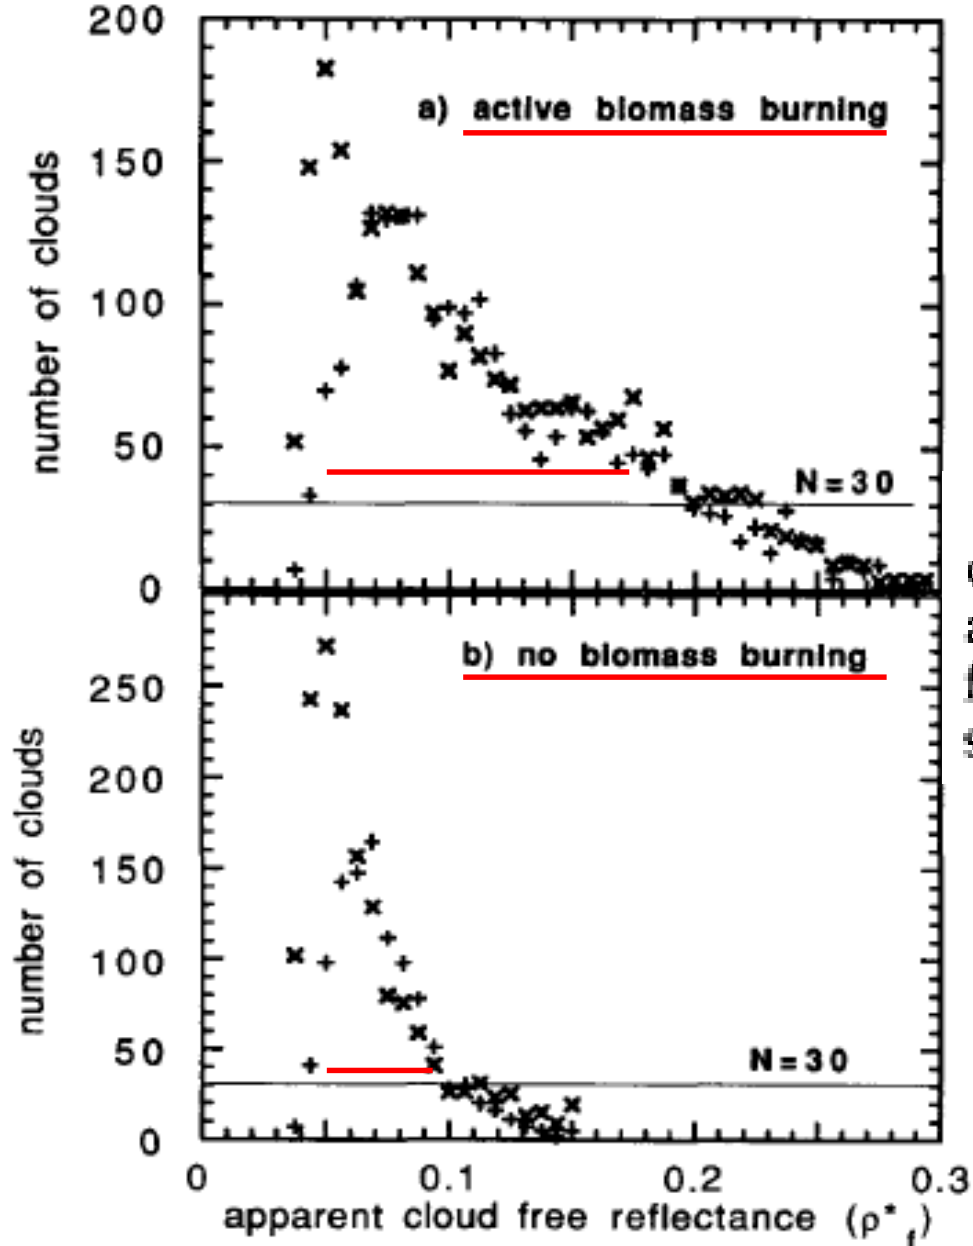 200
a) active biomass burning
150
number of clouds
100
50
N=30
0
b) no biomass burning
250
number of clouds
200
150
100
50
N=30
0
0 0.1 0.2 0.3
apparent cloud free reflectance (ρ*f)